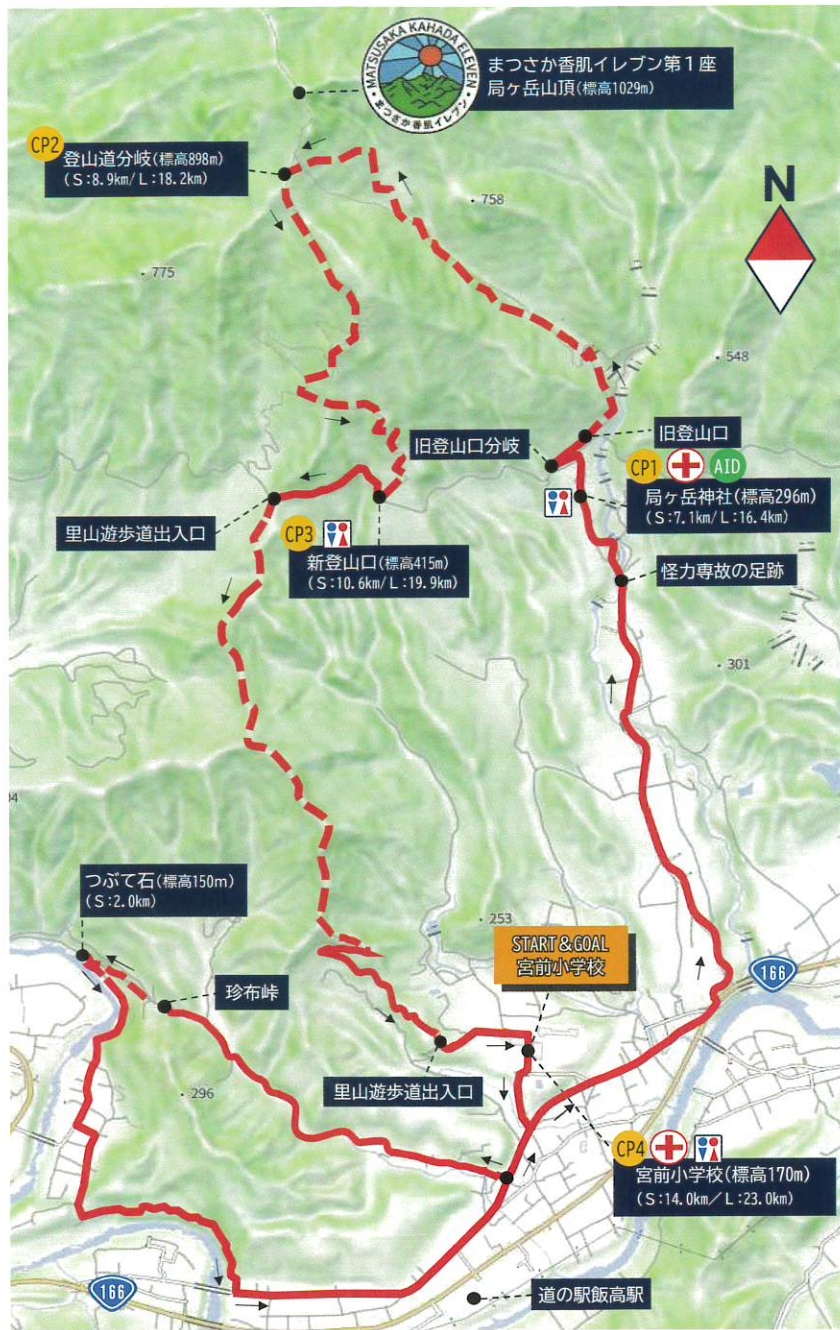 MATSUSAKA KAHADA ELEVEN
まつさか香肌イレブン
まつさか香肌イレブン第1座
局ヶ岳山頂(標高1029m)
CP2
登山道分岐(標高898m)
(S:8.9km/L:18.2km)
758
N
775
548
旧登山口分岐
旧登山口
CP1
AID
局ヶ岳神社(標高296m)
(S:7.1km/L:16.4km)
里山遊歩道出入口
CP3
新登山口(標高415m)
(S:10.6km/L:19.9km)
怪力専故の足跡
301
04
つぶて石(標高150m)
(S:2.0km)
253
START&GOAL
宮前小学校
166
珍布峠
里山遊歩道出入口
296
CP4
宮前小学校(標高170m)
(S:14.0km/L:23.0km)
166
道の駅飯高駅